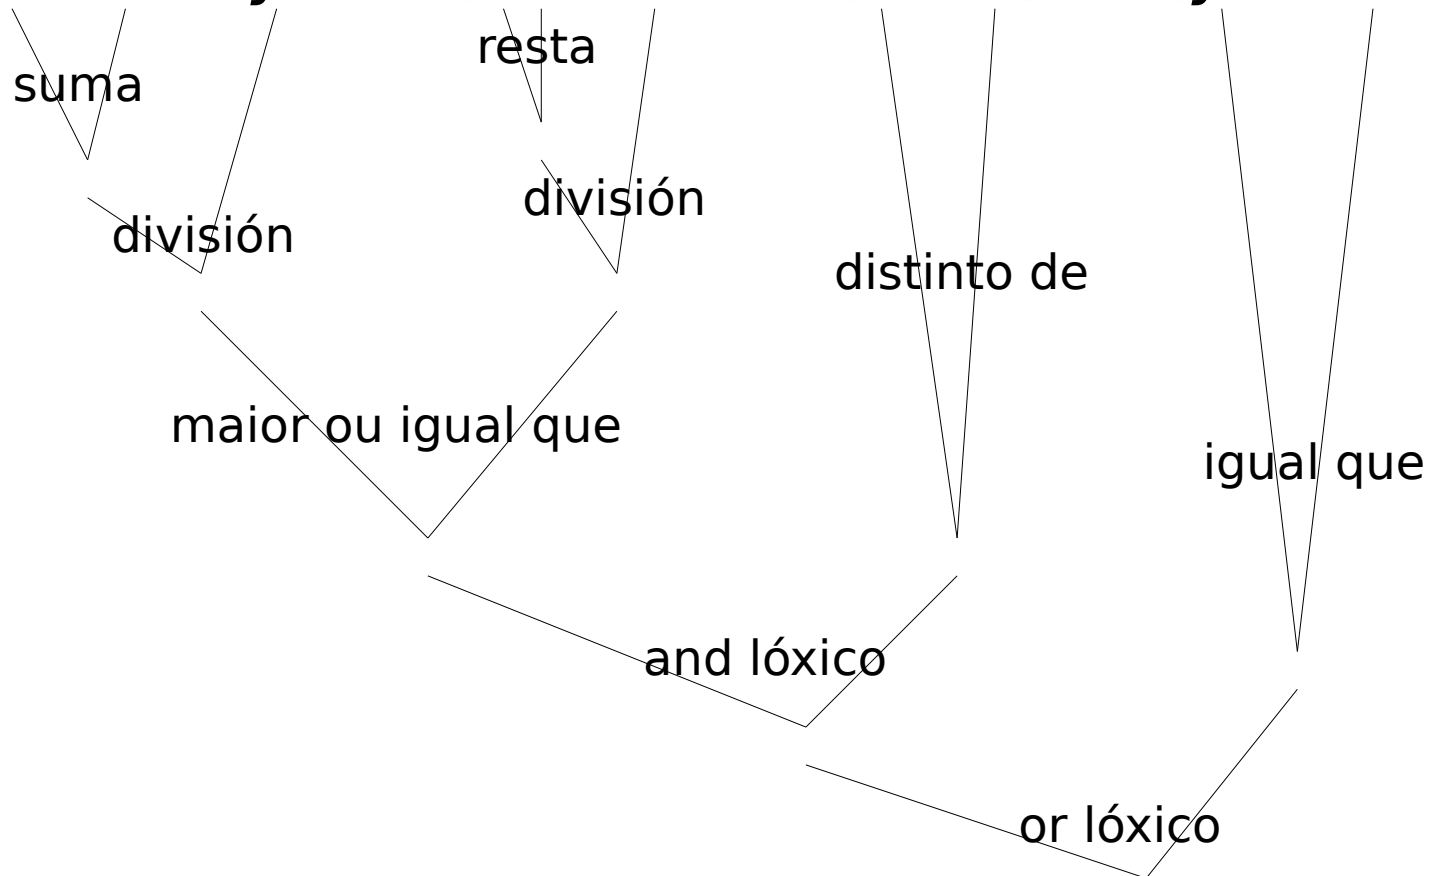 resta
suma
división
división
distinto de
maior ou igual que
igual que
and lóxico
or lóxico